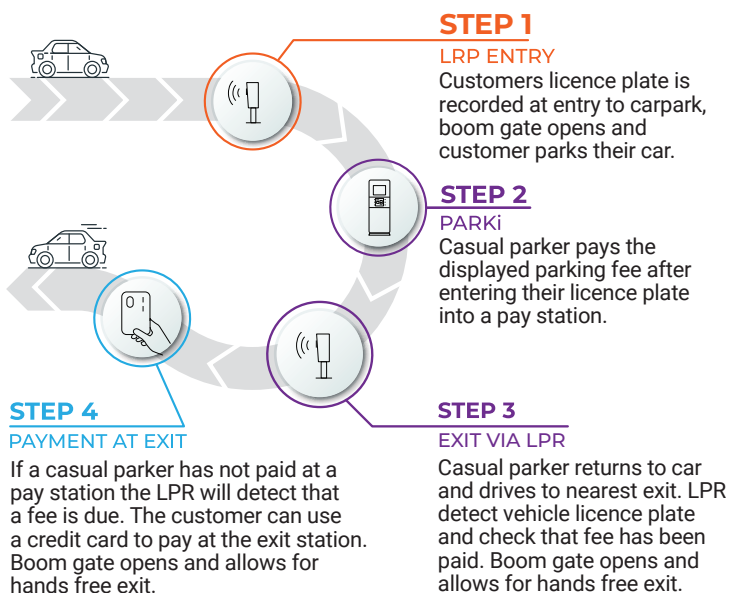 STEP 1
LRP ENTRY
Customers licence plate is
recorded at entry to carpark,
boom gate opens and
customer parks their car.
STEP 2
PARKi
Casual parker pays the
displayed parking fee after
entering their licence plate
into a pay station.
STEP 3
EXIT VIA LPR
Casual parker returns to car
and drives to nearest exit. LPR
detect vehicle licence plate
and check that fee has been
paid. Boom gate opens and
allows for hands free exit.
STEP 4
PAYMENT AT EXIT
If a casual parker has not paid at a
pay station the LPR will detect that
a fee is due. The customer can use
a credit card to pay at the exit station.
Boom gate opens and allows for
hands free exit.